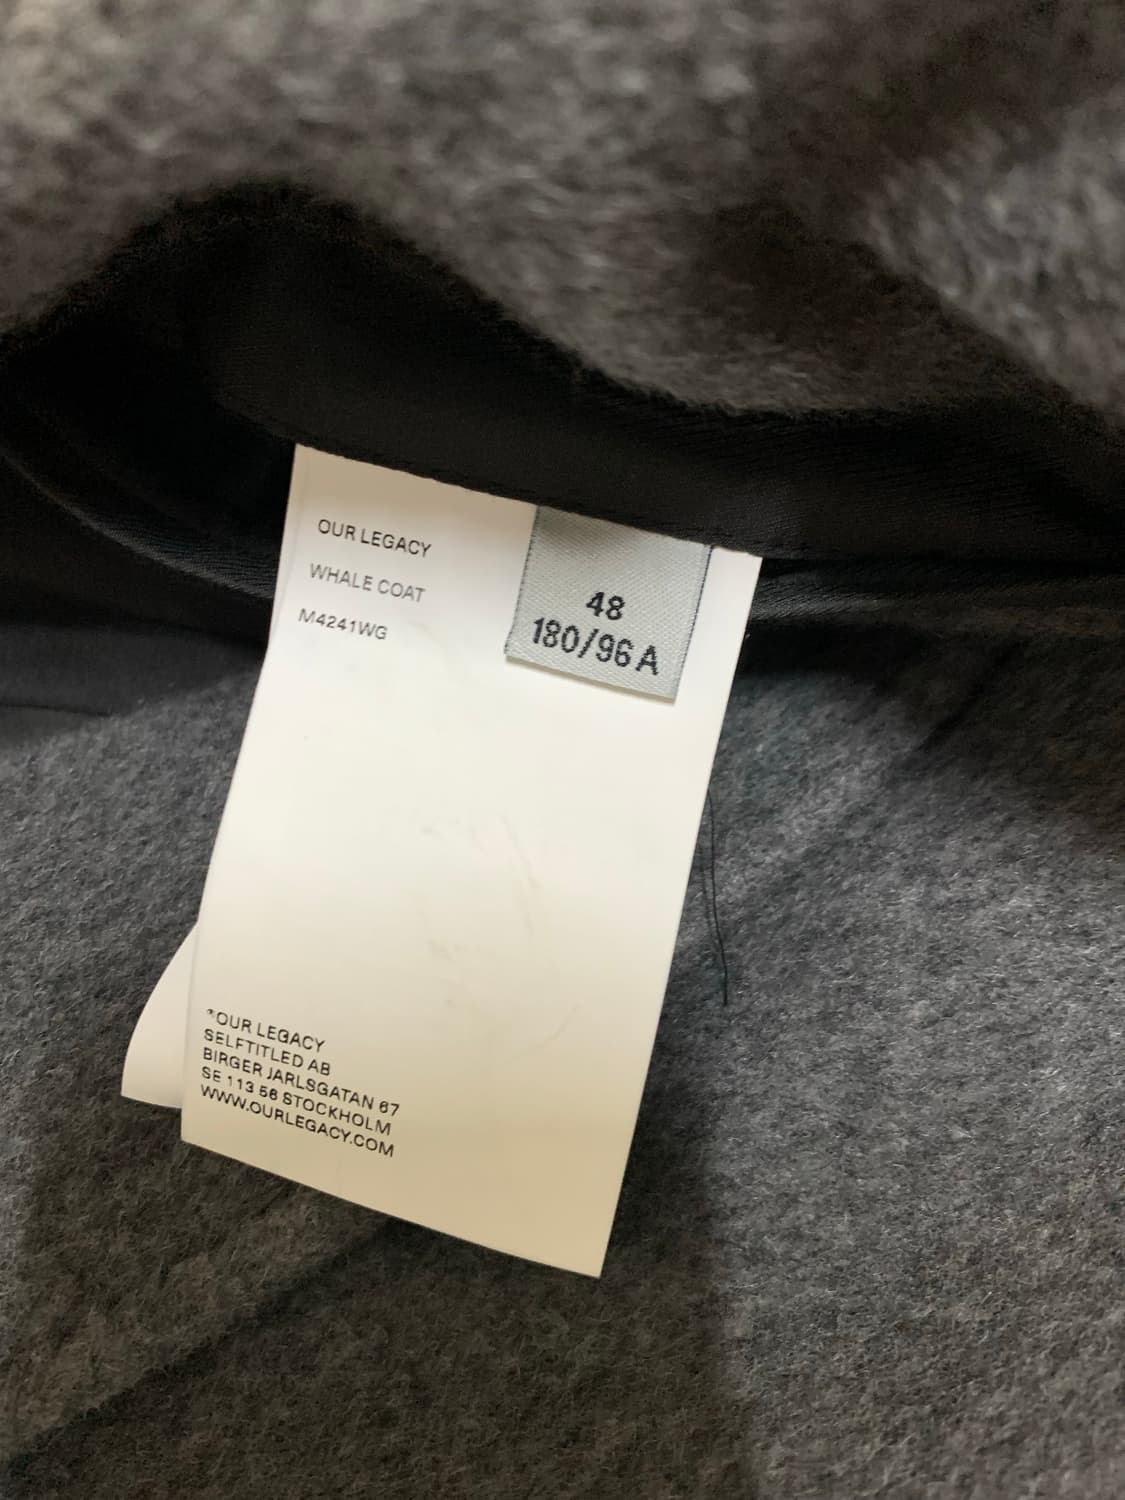 OUR LEGACY
WHALE COAT
M4241WG
48
180/96 A
*OUR LEGACY
SELFTITLED AB
BIRGER JARLSGATAN 67
SE 113 56 STOCKHOLM
WWW.OURLEGACY.COM